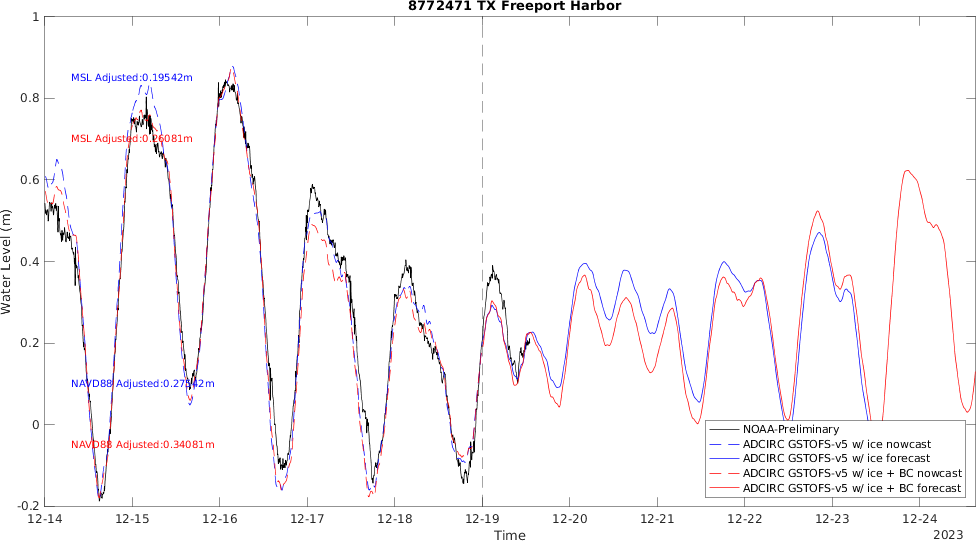 8772471 TX Freeport Harbor
MSL Adjusted:0.19542m
MSL Adjusted:0.26081m
NAVD88 Adjusted:0.27542m
NAVD88 Adjusted:0.34081m
Water Level (m)
1
0.8
0.6
0.4
0.2
0
-0.2
NOAA-Preliminary
ADCIRC GSTOFS-v5 w/ ice nowcast
ADCIRC GSTOFS-v5 w/ ice forecast
ADCIRC GSTOFS-v5 w/ ice + BC nowcast
ADCIRC GSTOFS-v5 w/ ice + BC forecast
12-14 12-15 12-16 12-17 12-18 12-19 12-20 12-21 12-22 12-23 12-24
Time
2023